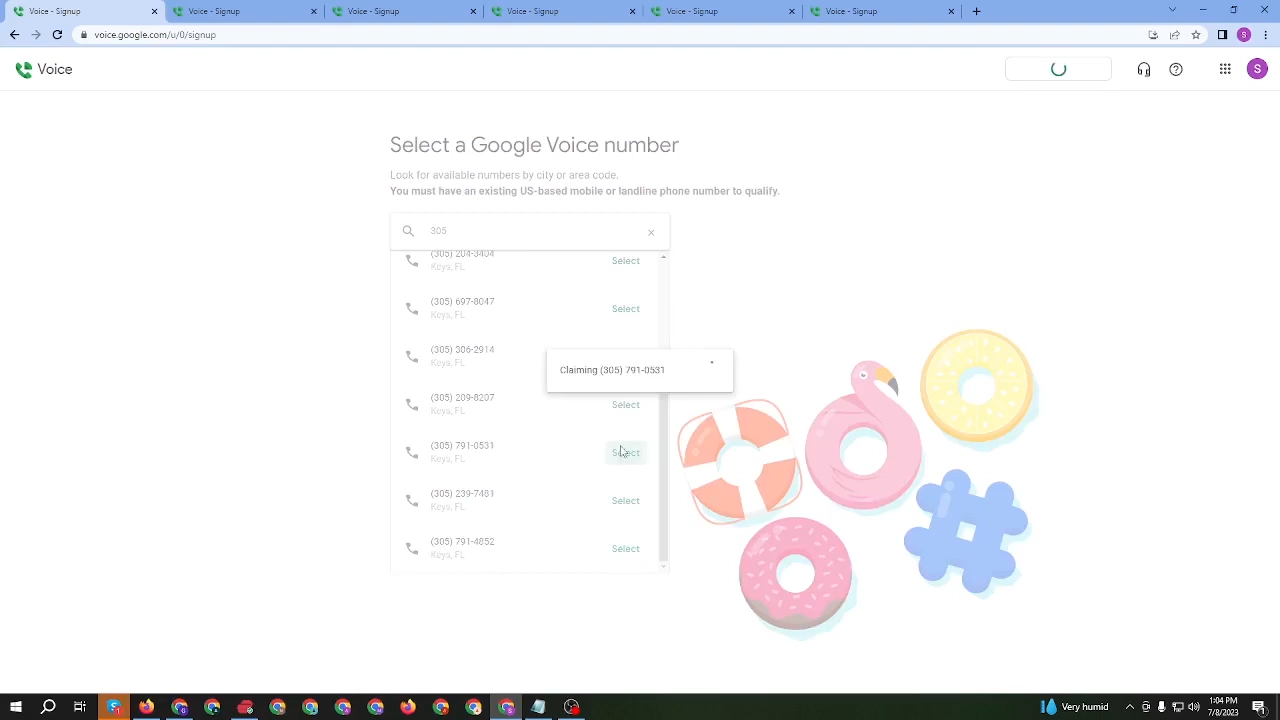 Voice - Signup
Voice - Signup
Voice - Signup
Voice - Signup
Voice - Signup
Voice - Signup
voice.google.com/u/0/signup
S
Voice
S
Select a Google Voice number
Look for available numbers by city or area code.
You must have an existing US-based mobile or landline phone number to qualify.
305
(305) 204-3404
Keys, FL
Select
(305) 697-8047
Keys, FL
Select
(305) 306-2914
Keys, FL
Claiming (305) 791-0531
(305) 209-8207
Keys, FL
Select
(305) 791-0531
Keys, FL
Select
(305) 239-7481
Keys, FL
Select
(305) 791-4852
Keys, FL
Select
Very humid
1:04 PM
7/8/2023